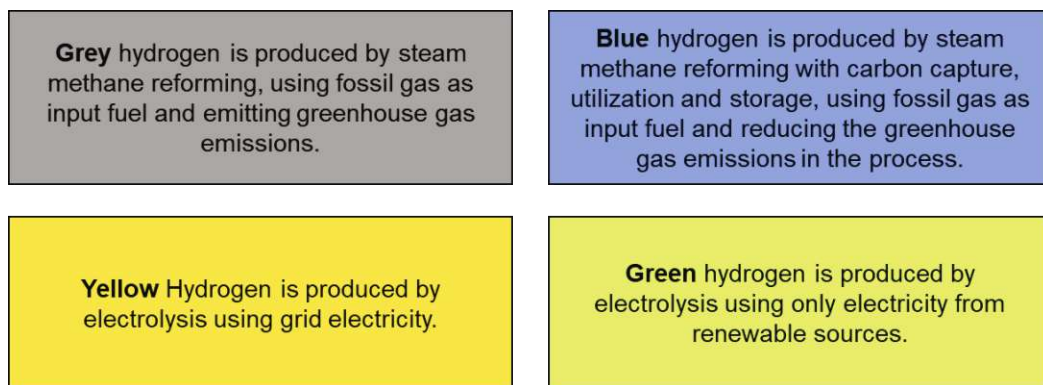 Grey hydrogen is produced by steam
methane reforming, using fossil gas as
input fuel and emitting greenhouse gas
emissions.
Blue hydrogen is produced by steam
methane reforming with carbon capture,
utilization and storage, using fossil gas as
input fuel and reducing the greenhouse
gas emissions in the process.
Yellow Hydrogen is produced by
electrolysis using grid electricity.
Green hydrogen is produced by
electrolysis using only electricity from
renewable sources.